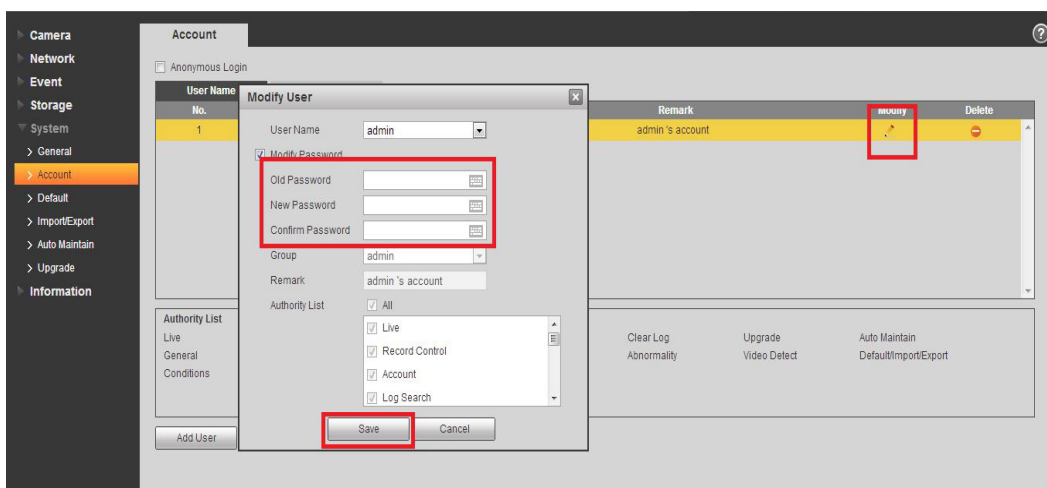 Camera
Network
Event
Storage
System
> General
> Account
> Default
> Import/Export
> Auto Maintain
> Upgrade
Information
Account
?
Anonymous Login
User Name
No. Remark Modify Delete
1 admin 's account
Modify User
User Name admin
Modify Password
Old Password
New Password
Confirm Password
Group admin
Remark admin 's account
Authority List All
Live
Record Control
Account
Log Search
Save Cancel
Authority List
Live Clear Log Upgrade Auto Maintain
General Abnormality Video Detect Default/Import/Export
Conditions
Add User